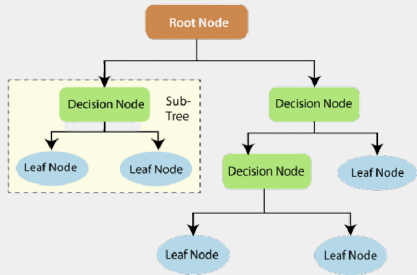 Root Node
Decision Node
Sub-
Tree
Decision Node
Leaf Node
Leaf Node
Decision Node
Leaf Node
Leaf Node
Leaf Node